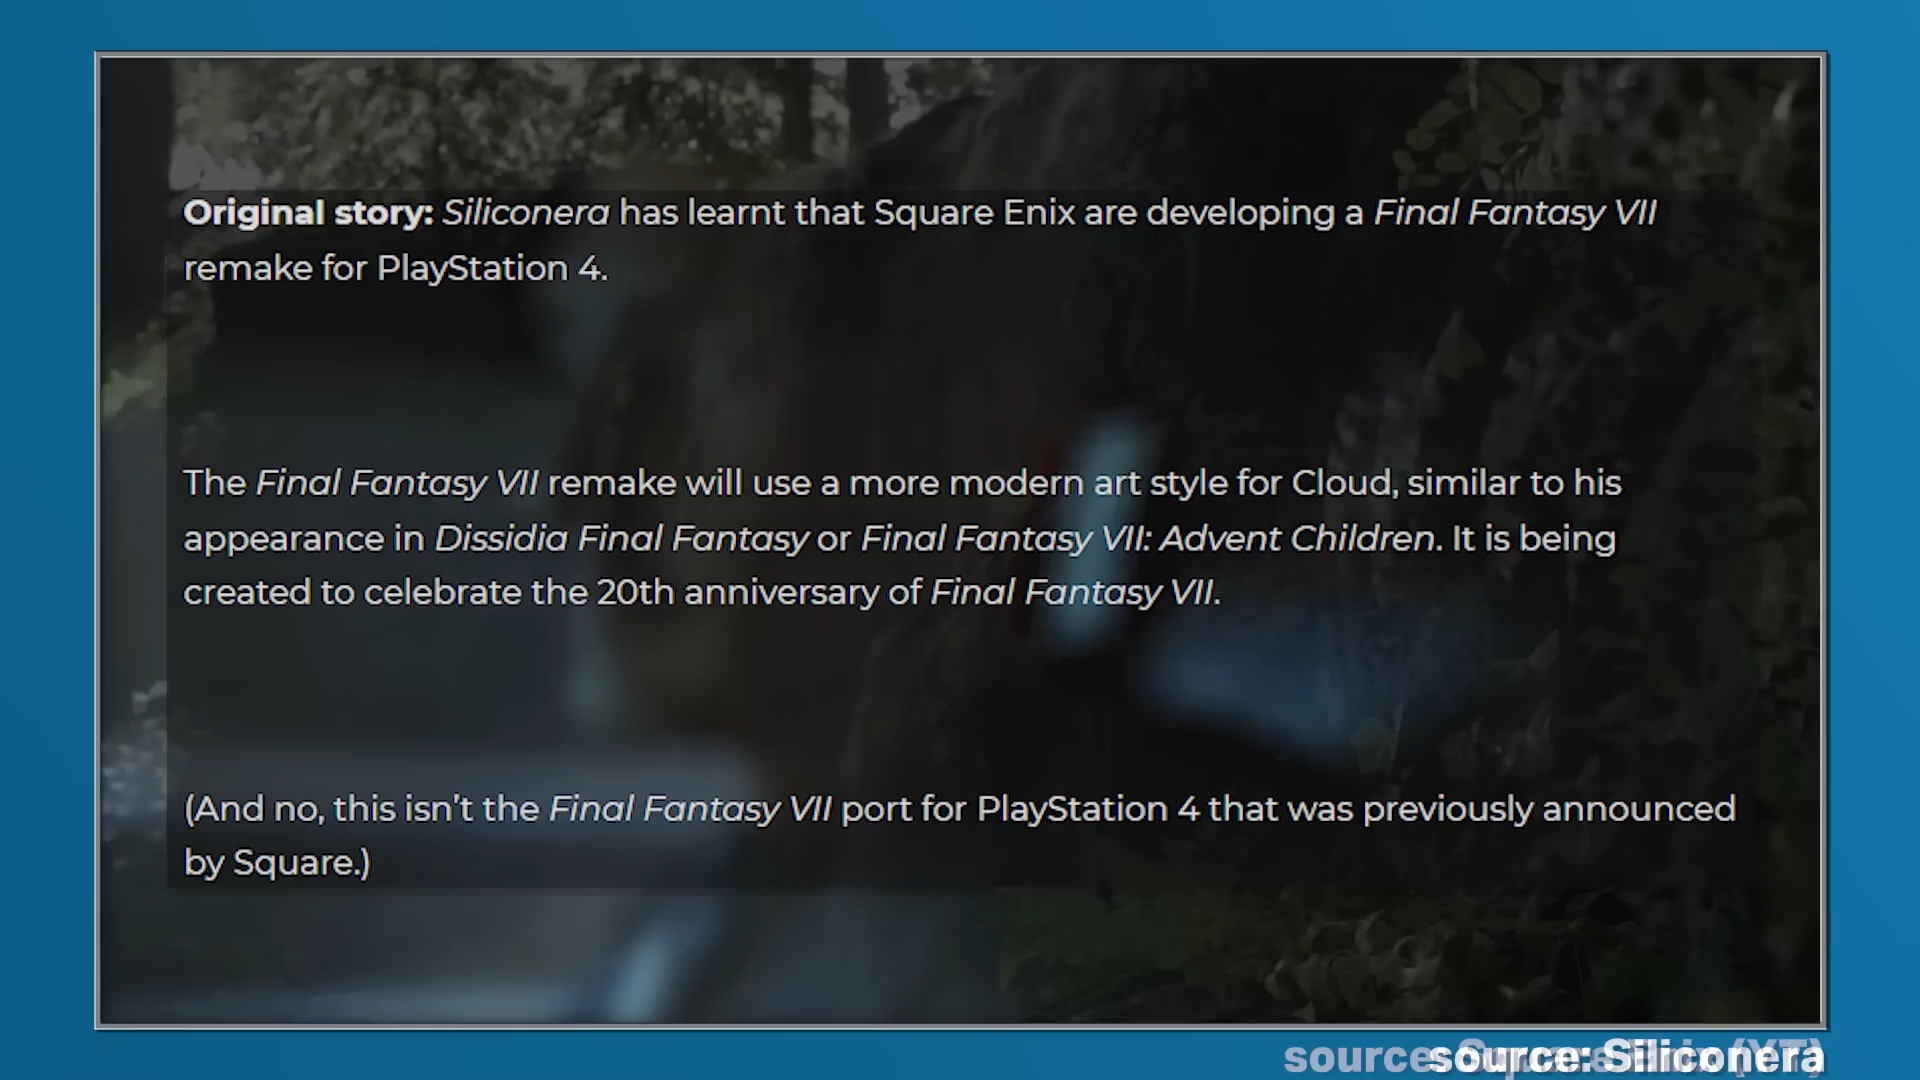 Original story: Siliconera has learnt that Square Enix are developing a Final Fantasy VII
remake for PlayStation 4.
The Final Fantasy VII remake will use a more modern art style for Cloud, similar to his
appearance in Dissidia Final Fantasy or Final Fantasy VII: Advent Children. It is being
created to celebrate the 20th anniversary of Final Fantasy VII.
(And no, this isn't the Final Fantasy VII port for PlayStation 4 that was previously announced
by Square.)
source: Siliconera